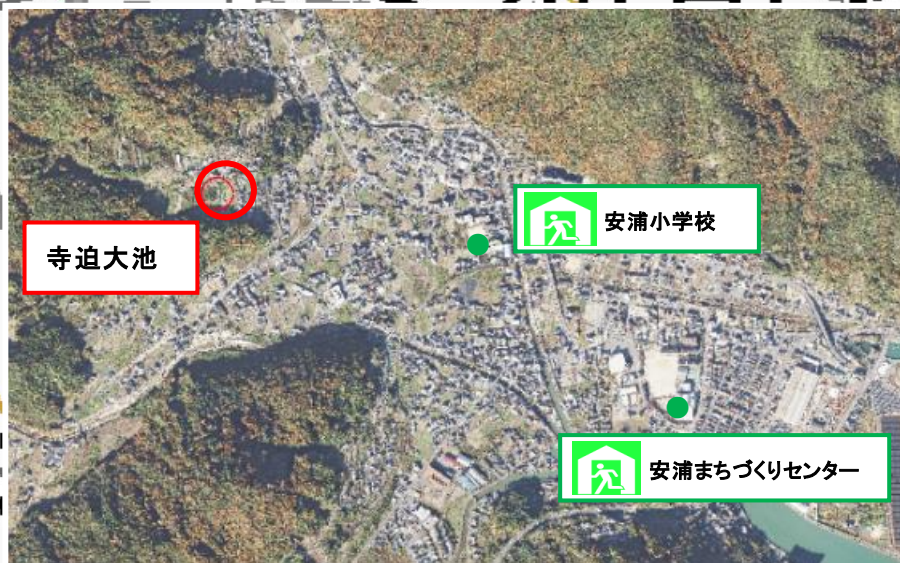 安浦小学校
寺迫大池
安浦まちづくりセンター